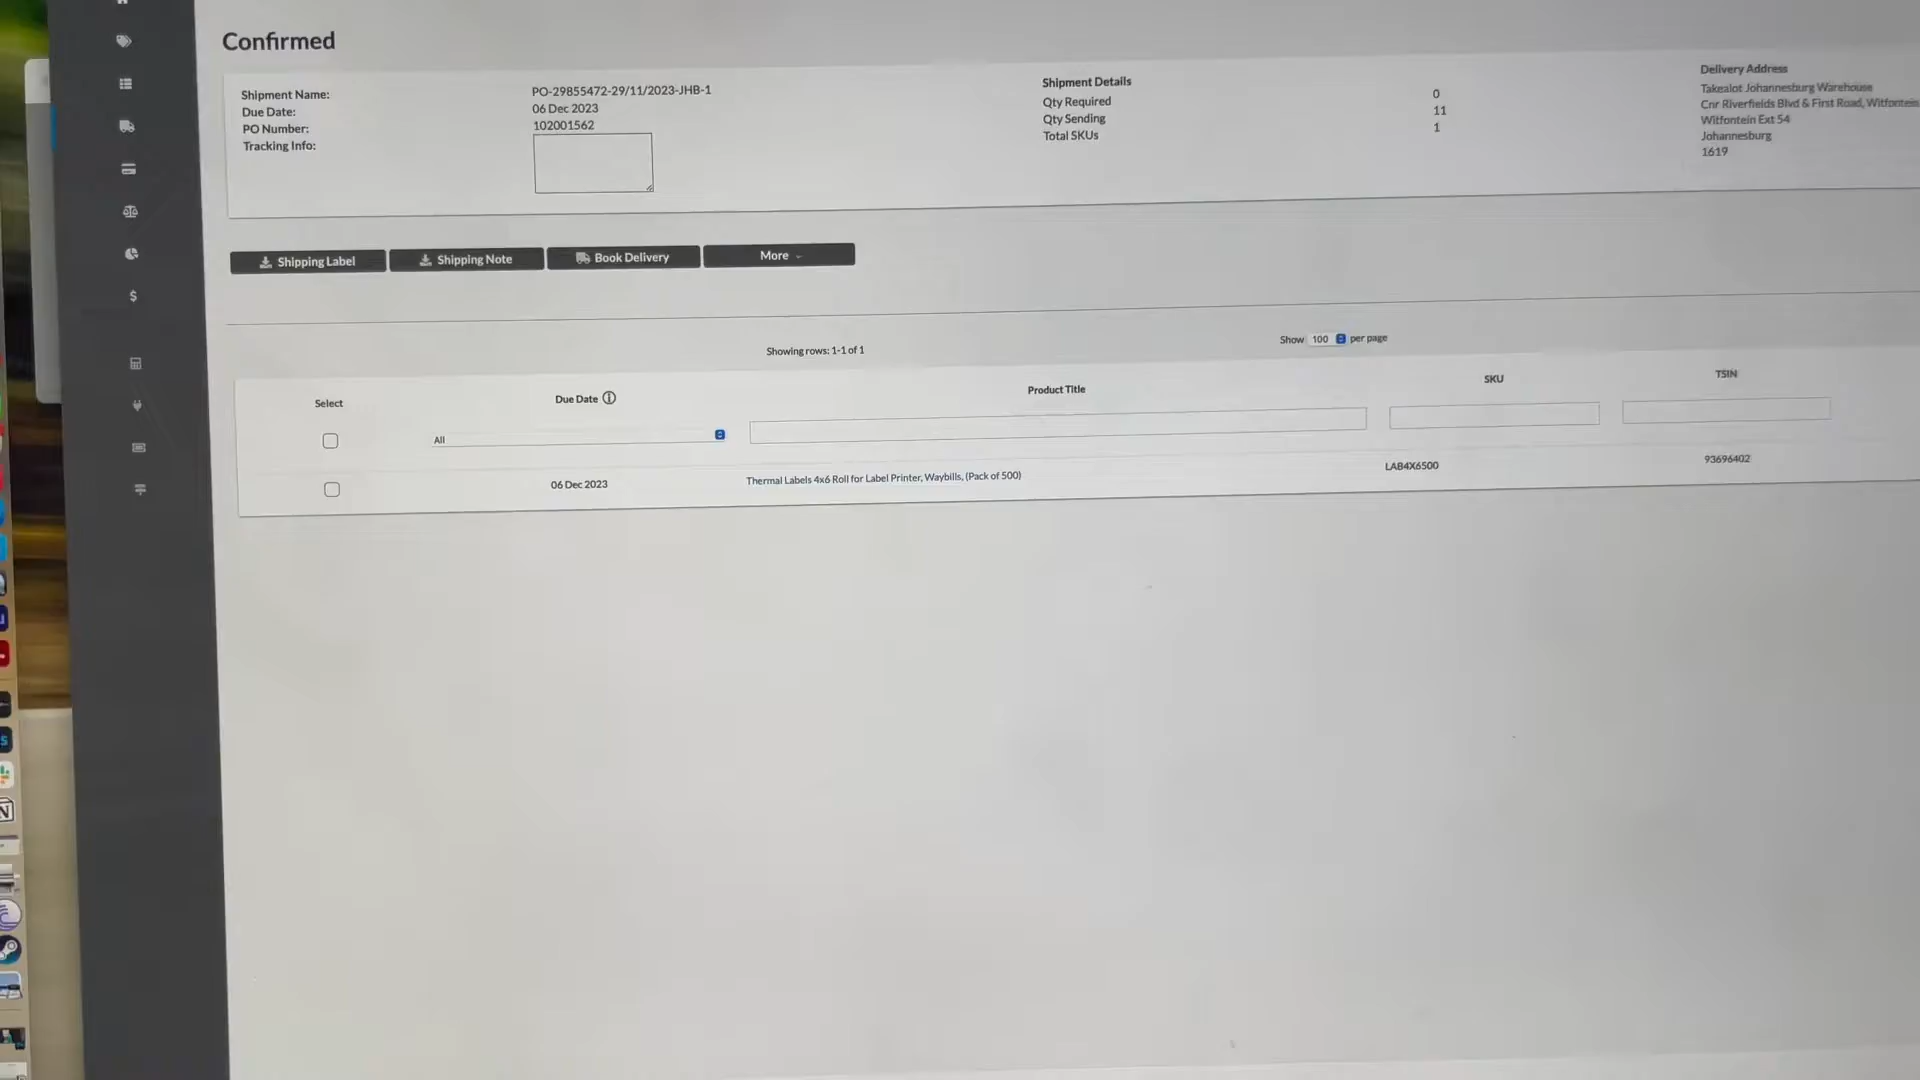 Confirmed
Shipment Name: PO-29855472-29/11/2023-JHB-1
Due Date: 06 Dec 2023
PO Number: 102001562
Tracking Info:
Shipment Details
Qty Required 0
Qty Sending 11
Total SKUs 1
Delivery Address
Takealot Johannesburg Warehouse
Cnr Riverfields Blvd & First Road, Witfontein
Witfontein Ext 54
Johannesburg
1619
Shipping Label Shipping Note Book Delivery More
Showing rows: 1-1 of 1 Show 100 per page
Select Due Date Product Title SKU TSIN
All
06 Dec 2023 Thermal Labels 4x6 Roll for Label Printer, Waybills, (Pack of 500) LAB4X6500 93696402